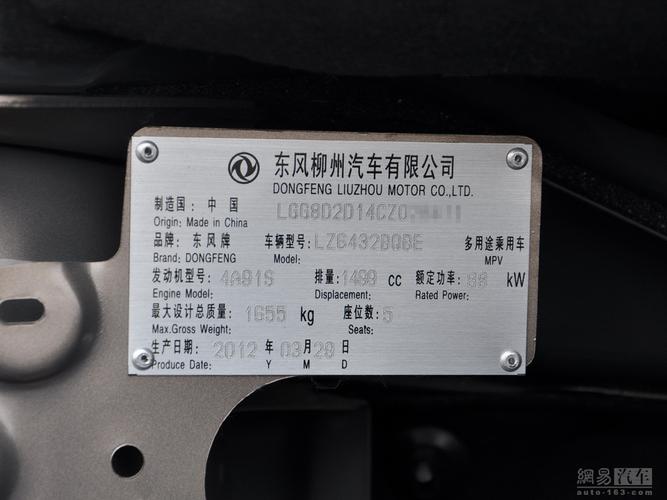 东风柳州汽车有限公司
DONGFENG LIUZHOU MOTOR CO.,LTD.
制造国: 中 国 LGG8D2D14CZ0
Origin: Made in China
品牌: 东风牌 车辆型号: LZ6432BQBE 多用途乘用车
Brand: DONGFENG Model: MPV
发动机型号: 4A91S 排量: 1499 cc 额定功率: 88 kW
Engine Model: Displacement: Rated Power:
最大设计总质量: 1655 kg 座位数: 5
Max.Gross Weight: Seats:
生产日期: 2012 年 03 月 28 日
Produce Date: Y M D
網易汽车
auto·163.com